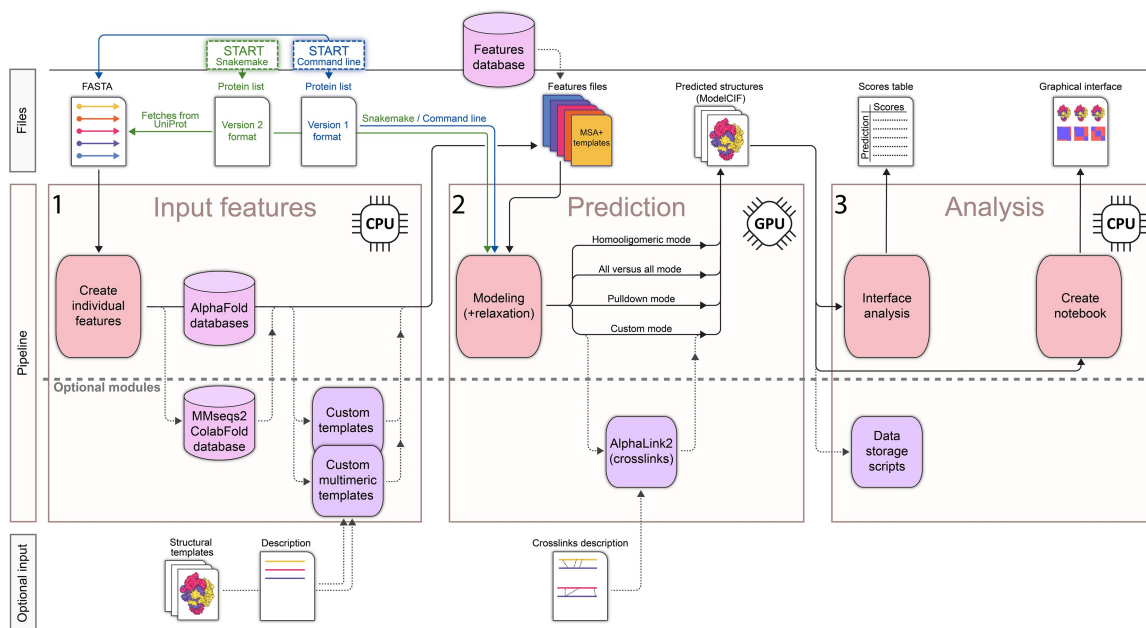 START
Snakemake
START
Command line
Features
database
Files
FASTA
Protein list
Protein list
Features files
Predicted structures
(ModelCIF)
Scores table
Graphical interface
Fetches from
UniProt
Version 2
format
Version 1
format
Snakemake / Command line
MSA+
templates
Scores
Prediction
Pipeline
1
Input features
CPU
2
Prediction
GPU
3
Analysis
CPU
Create
individual
features
AlphaFold
databases
Modeling
(+relaxation)
Homooligomeric mode
All versus all mode
Pulldown mode
Custom mode
Interface
analysis
Create
notebook
Optional modules
MMseqs2
ColabFold
database
Custom
templates
Custom
multimeric
templates
AlphaLink2
(crosslinks)
Data
storage
scripts
Optional input
Structural
templates
Description
Crosslinks description